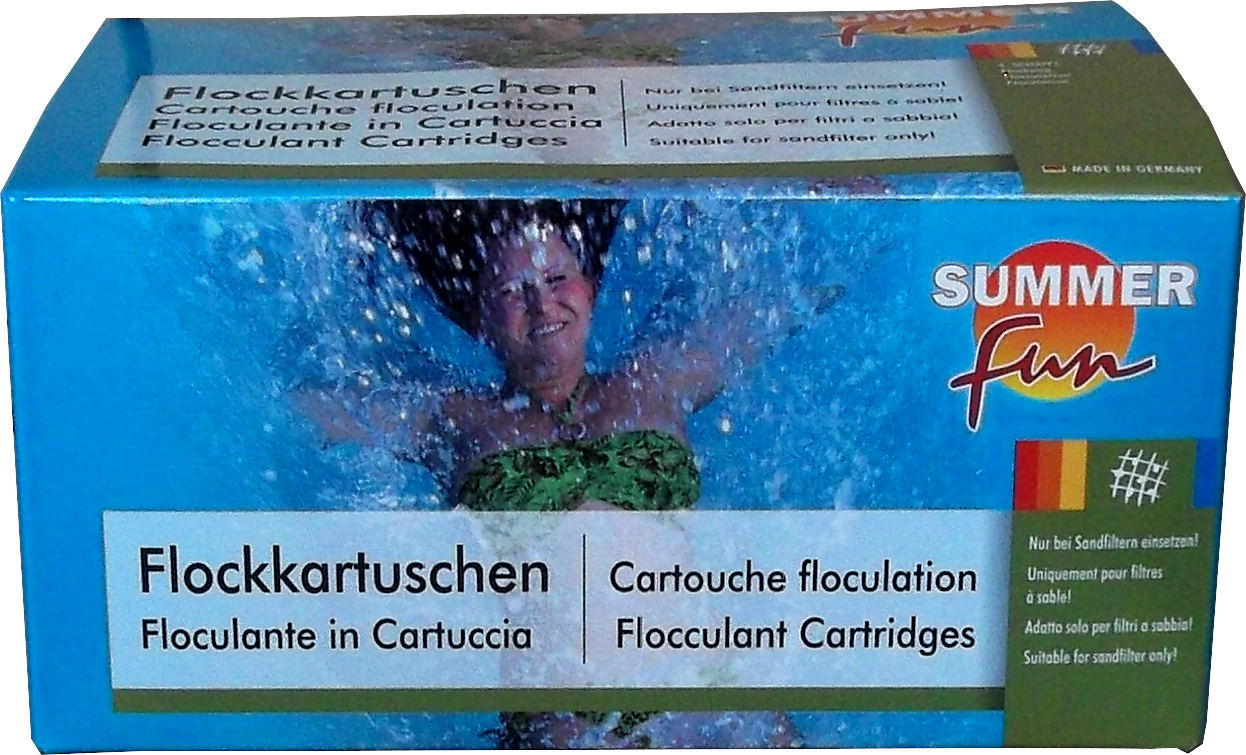 SUMMER
fun
Flockkartuschen
Cartouche floculation
Floculante in Cartuccia
Flocculant Cartridges
Nur bei Sandfiltern einsetzen!
Uniquement pour filtres à sable!
Adatto solo per filtri a sabbia!
Suitable for sandfilter only!
MADE IN GERMANY
SUMMER
fun
Flockkartuschen
Floculante in Cartuccia
Cartouche floculation
Flocculant Cartridges
Nur bei Sandfiltern einsetzen!
Uniquement pour filtres
à sable!
Adatto solo per filtri a sabbia!
Suitable for sandfilter only!